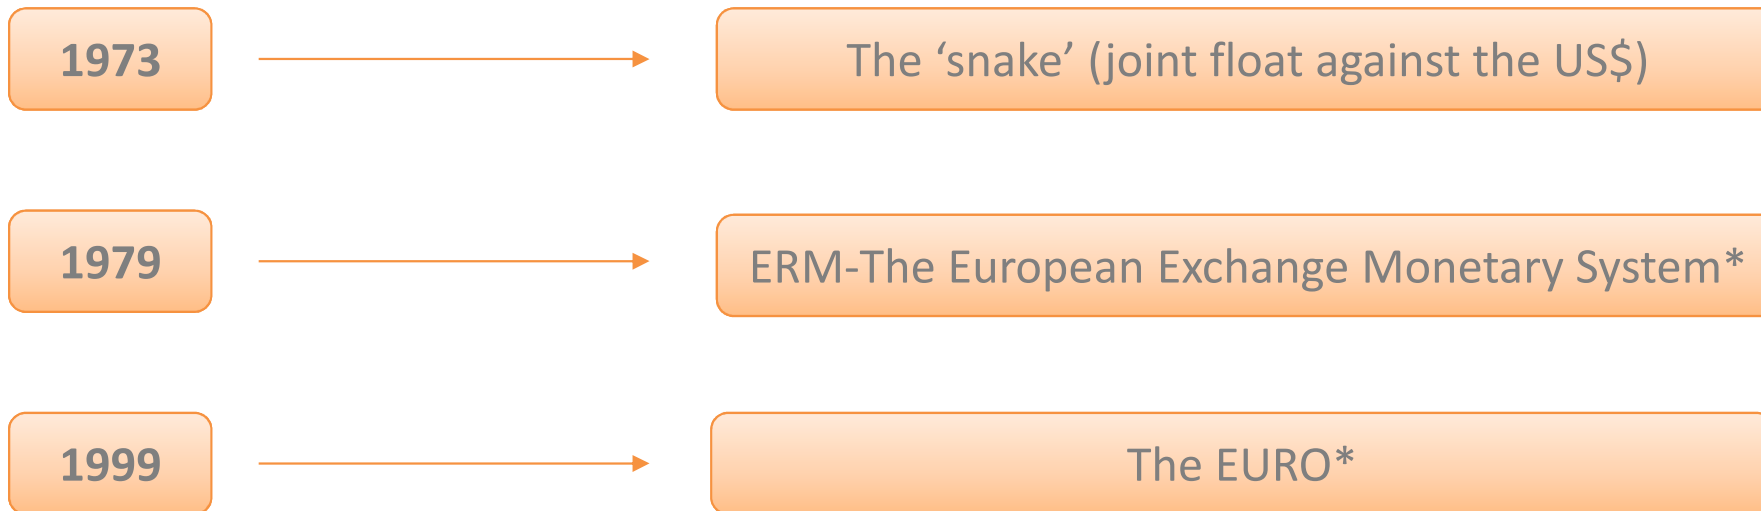 1973
The ‘snake’ (joint float against the US$)
1979
ERM-The European Exchange Monetary System*
1999
The EURO*